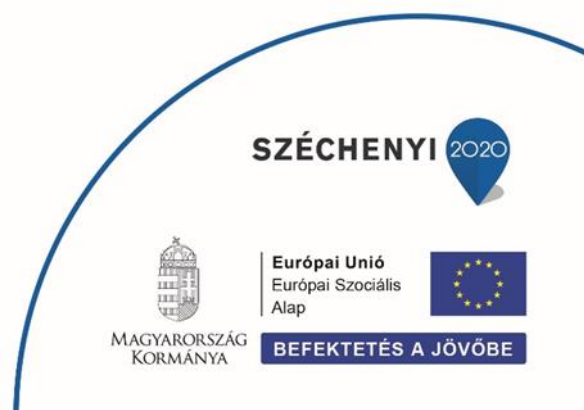 SZÉCHENYI 2020
Európai Unió
Európai Szociális
Alap
MAGYARORSZÁG
KORMÁNYA
BEFEKTETÉS A JÖVŐBE